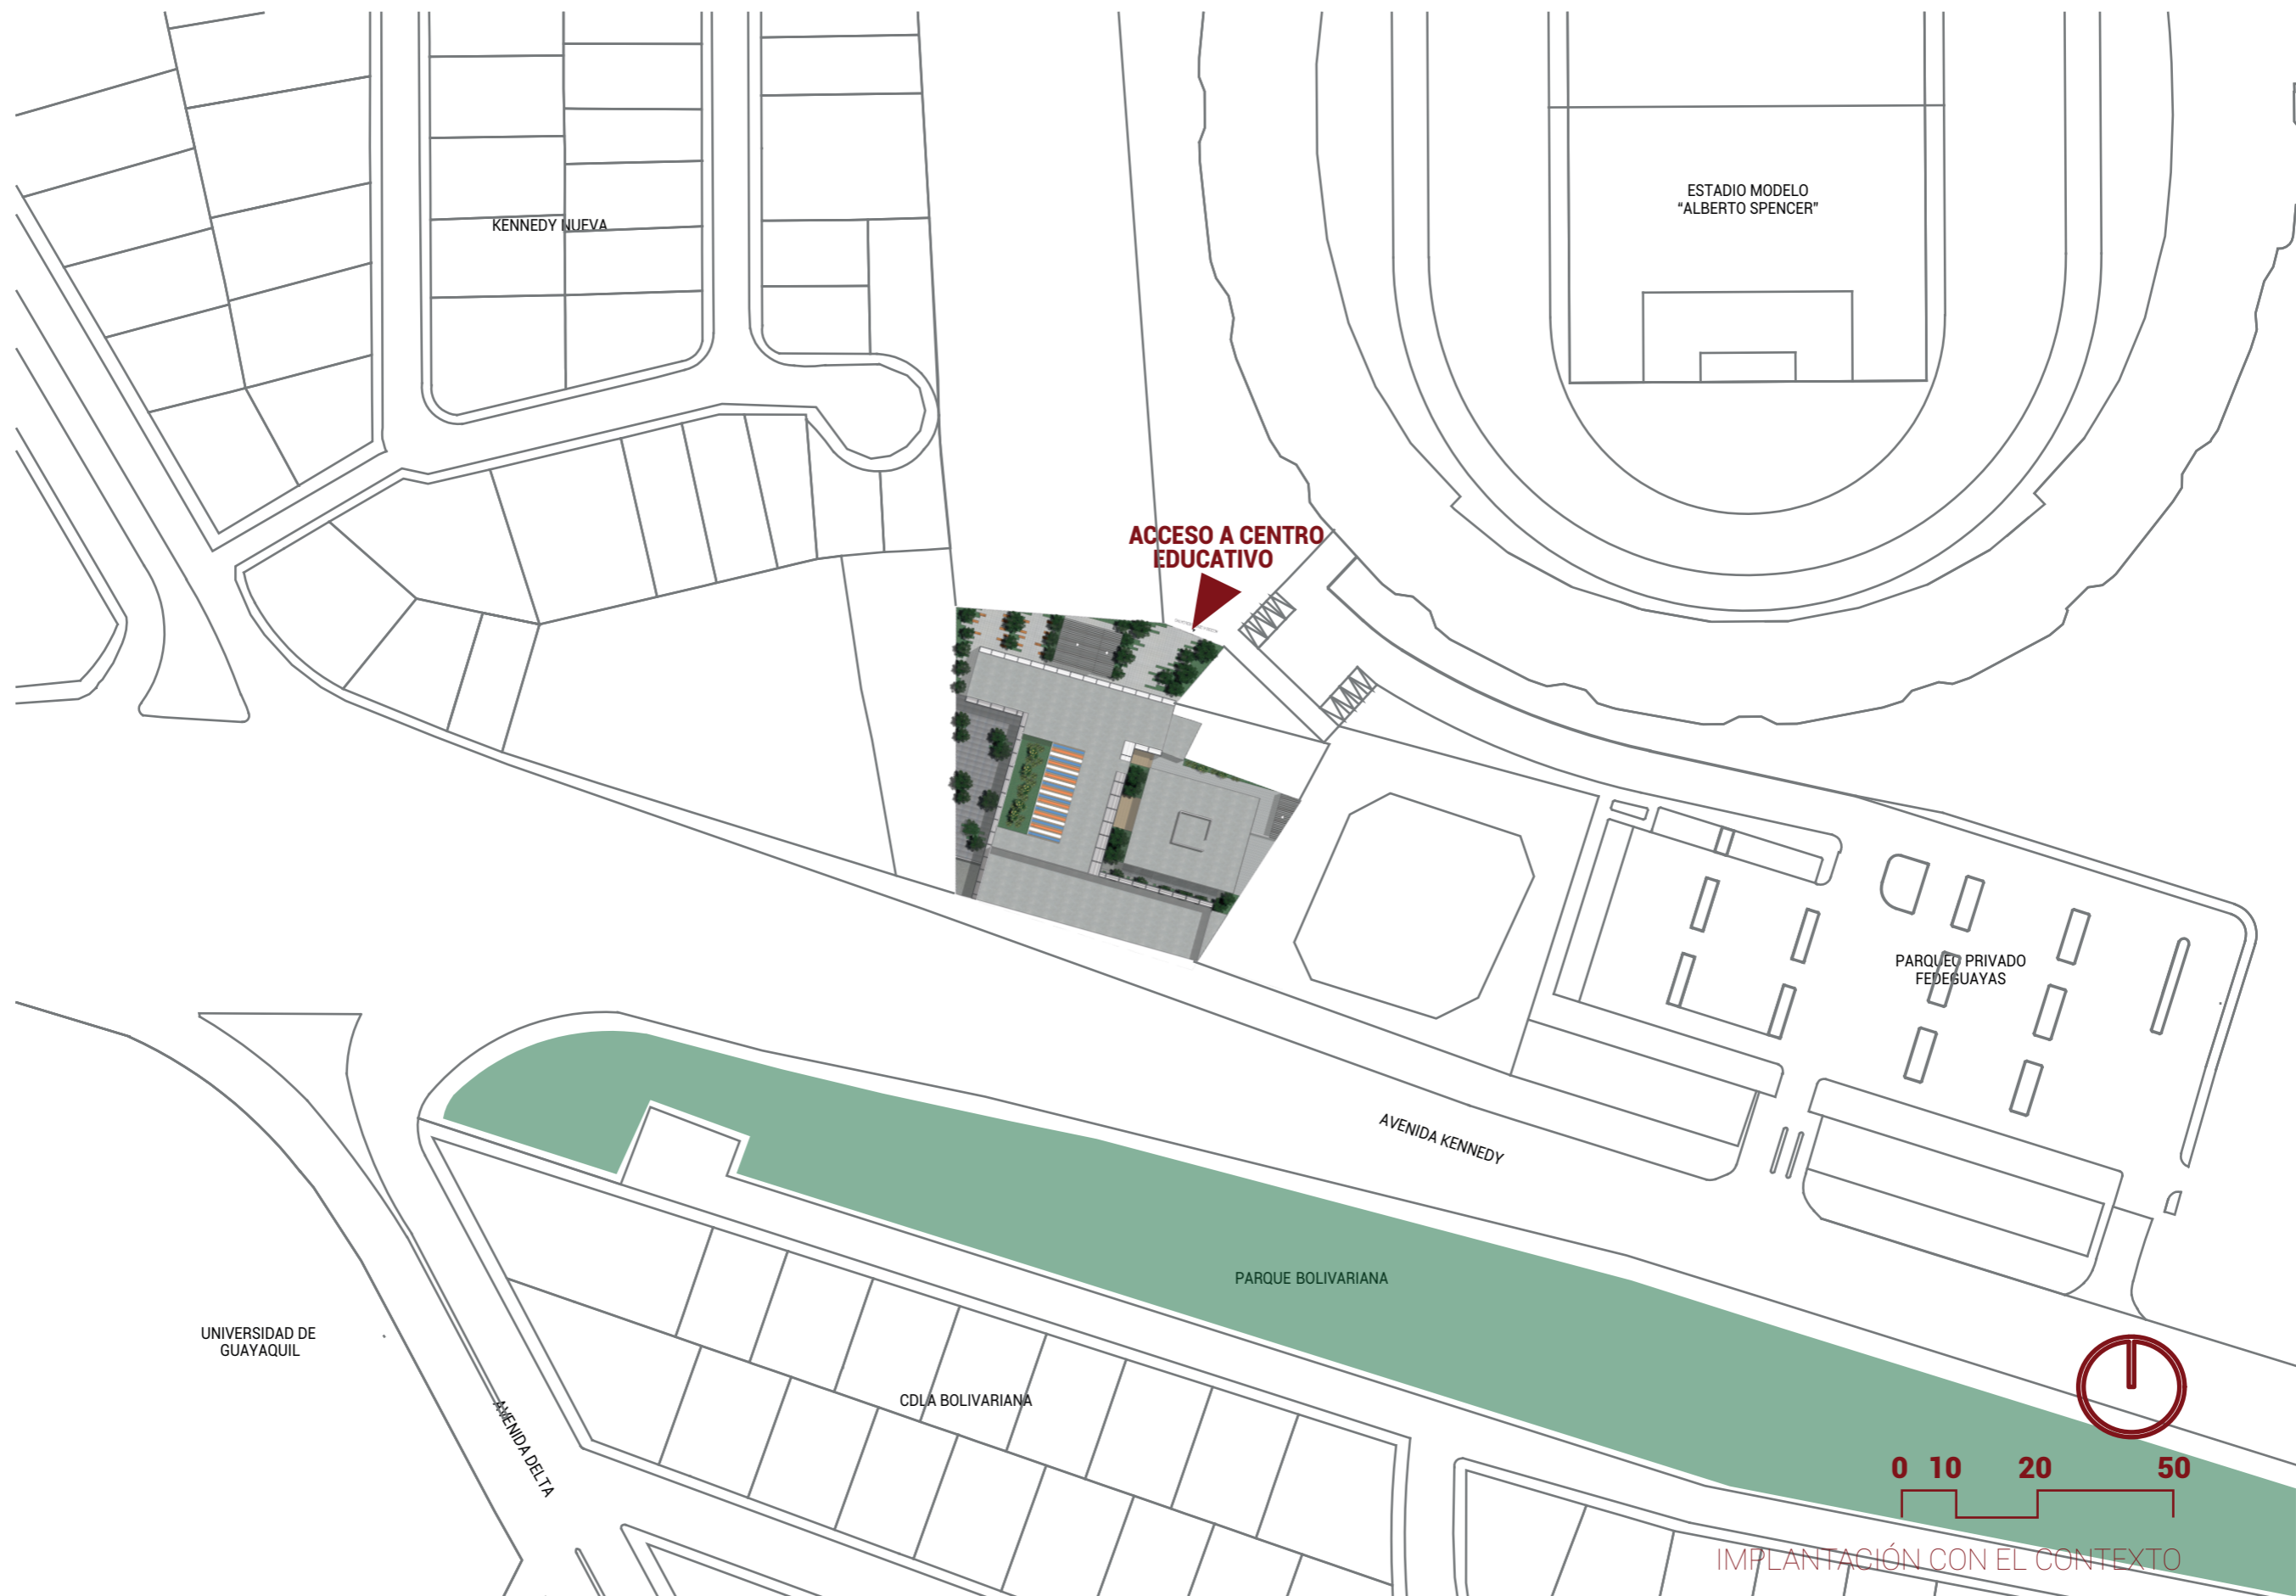 ESTADIO MODELO
“ALBERTO SPENCER”
KENNEDY NUEVA
ACCESO A CENTRO
EDUCATIVO
PARQUEO PRIVADO
FEDEGUAYAS
AVENIDA KENNEDY
PARQUE BOLIVARIANA
UNIVERSIDAD DE
GUAYAQUIL
CDLA BOLIVARIANA
AVENIDA DELTA
0 10 20 50
IMPLANTACIÓN CON EL CONTEXTO